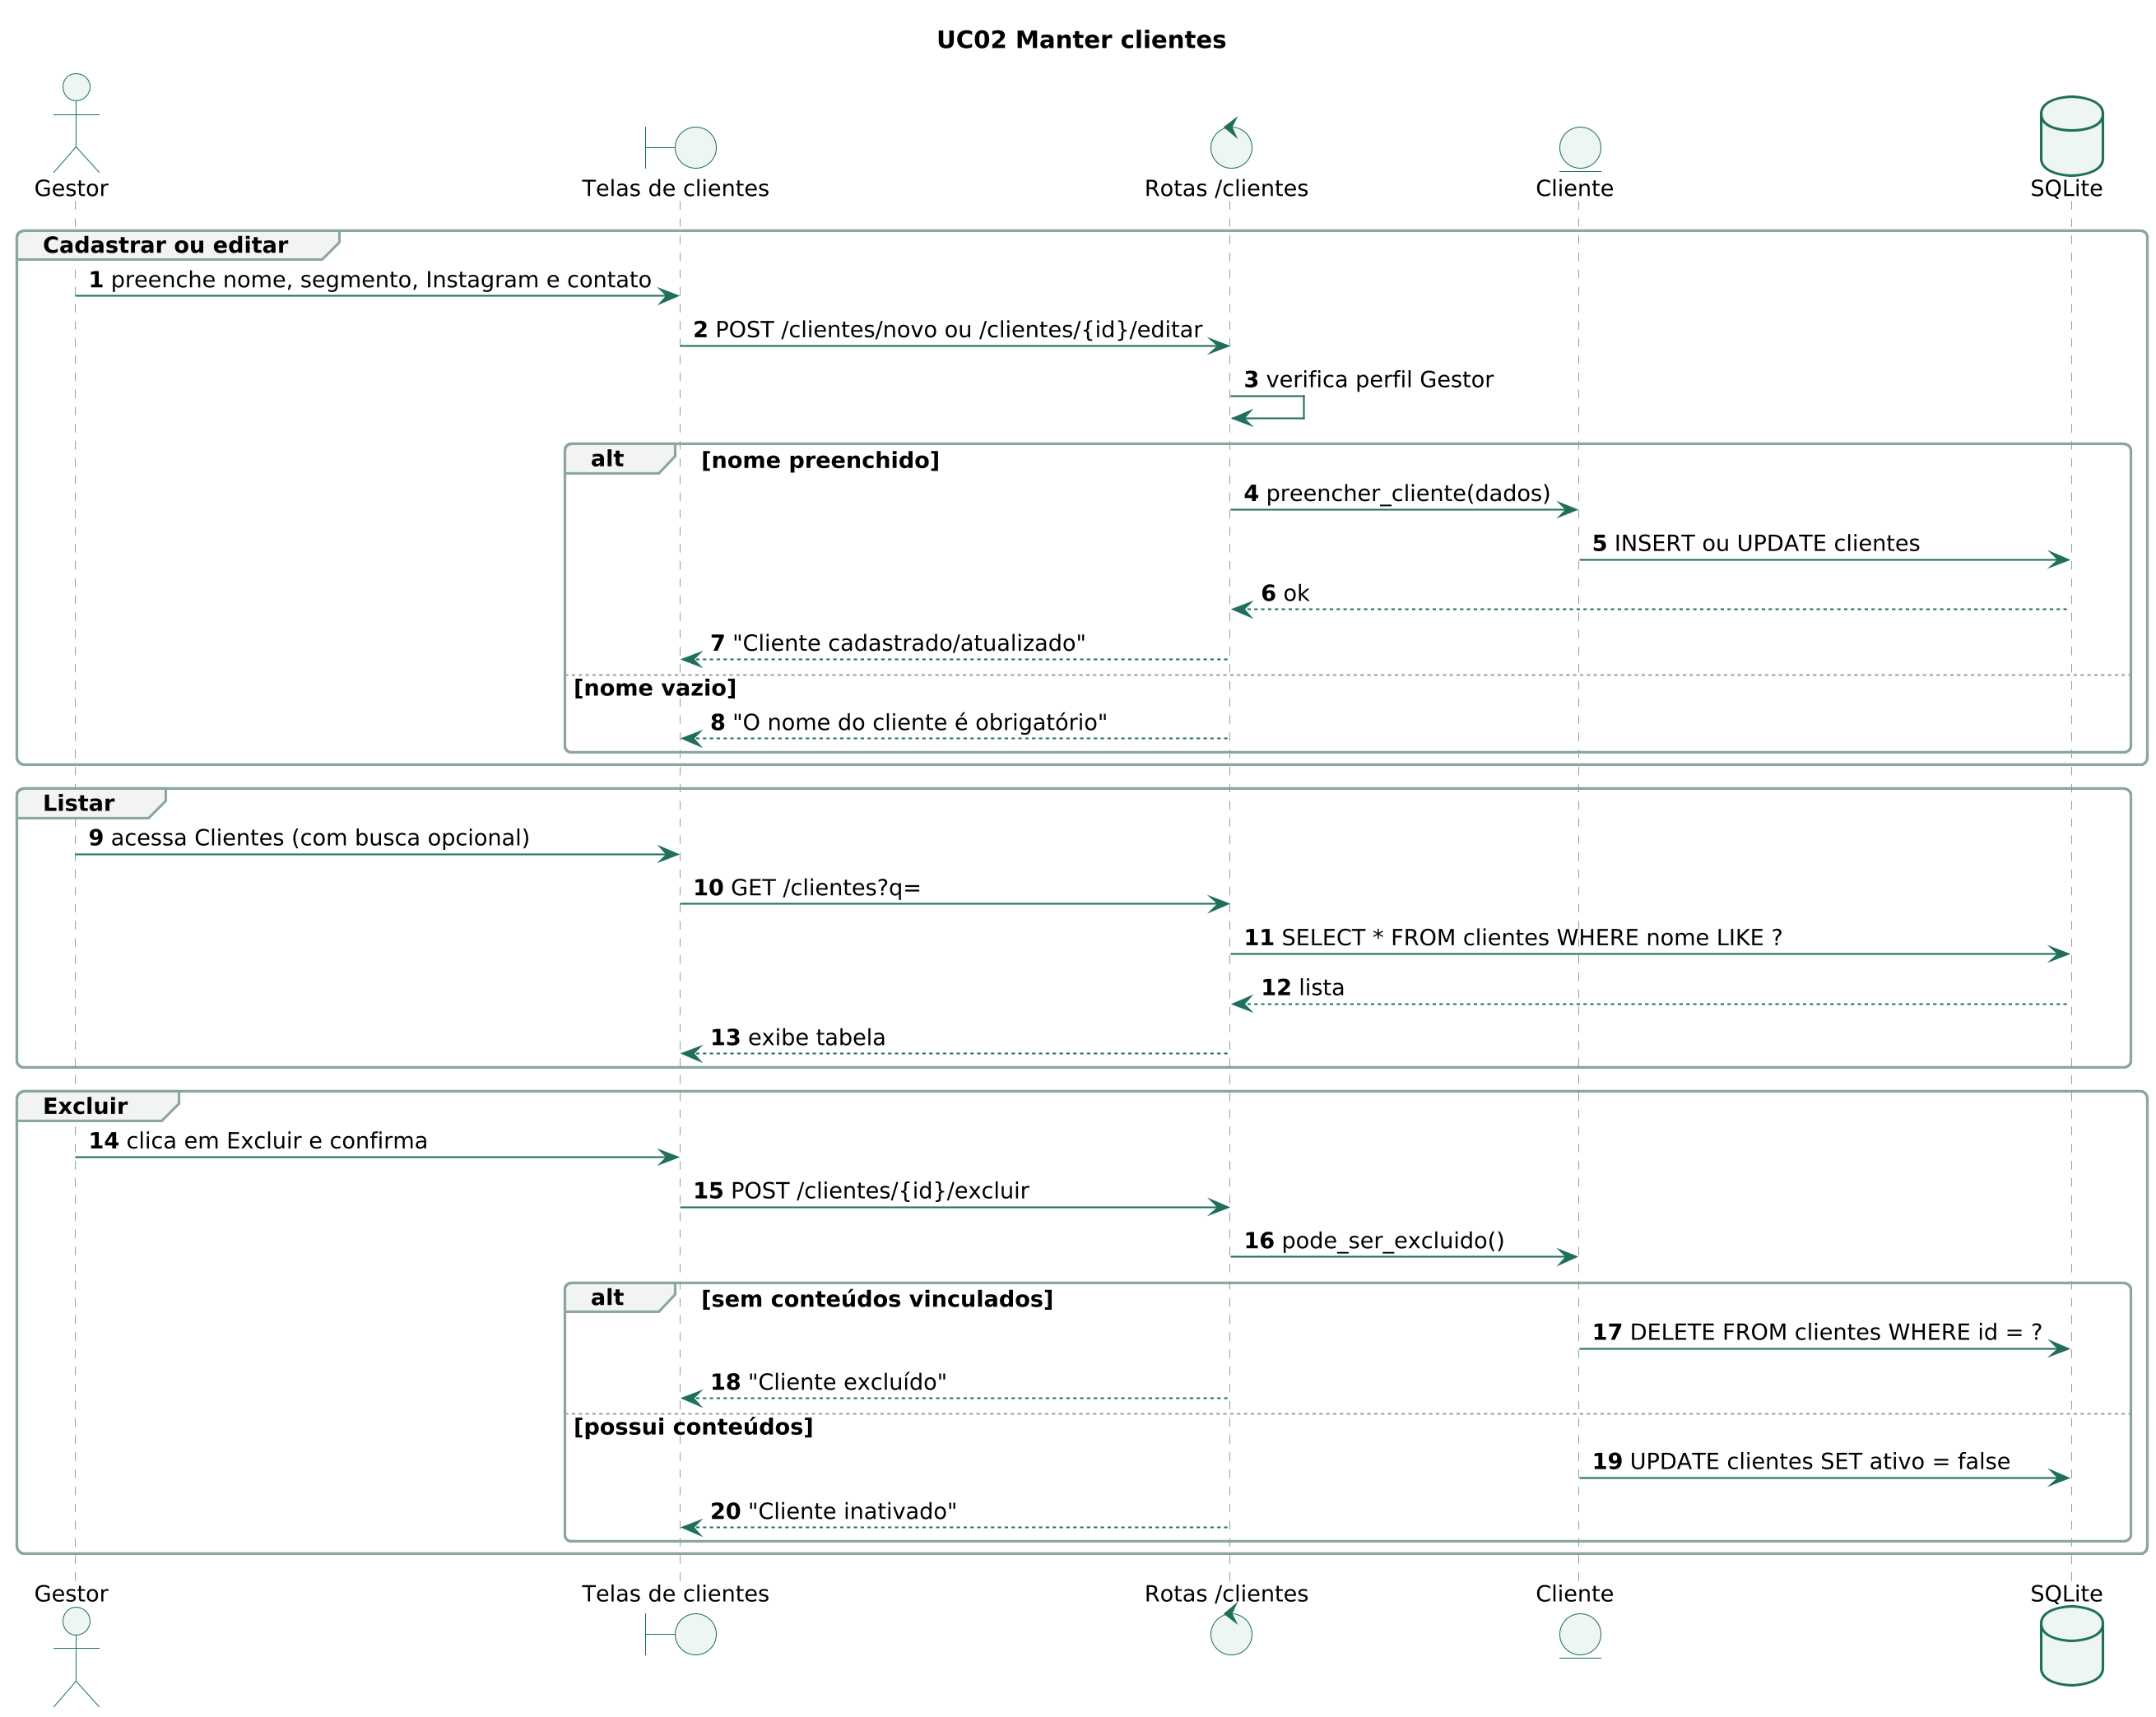 UC02 Manter clientes
Gestor
Telas de clientes
Rotas /clientes
Cliente
SQLite
Cadastrar ou editar
1 preenche nome, segmento, Instagram e contato
2 POST /clientes/novo ou /clientes/{id}/editar
3 verifica perfil Gestor
alt [nome preenchido]
4 preencher_cliente(dados)
5 INSERT ou UPDATE clientes
6 ok
7 "Cliente cadastrado/atualizado"
[nome vazio]
8 "O nome do cliente é obrigatório"
Listar
9 acessa Clientes (com busca opcional)
10 GET /clientes?q=
11 SELECT * FROM clientes WHERE nome LIKE ?
12 lista
13 exibe tabela
Excluir
14 clica em Excluir e confirma
15 POST /clientes/{id}/excluir
16 pode_ser_excluido()
alt [sem conteúdos vinculados]
17 DELETE FROM clientes WHERE id = ?
18 "Cliente excluído"
[possui conteúdos]
19 UPDATE clientes SET ativo = false
20 "Cliente inativado"
Gestor
Telas de clientes
Rotas /clientes
Cliente
SQLite